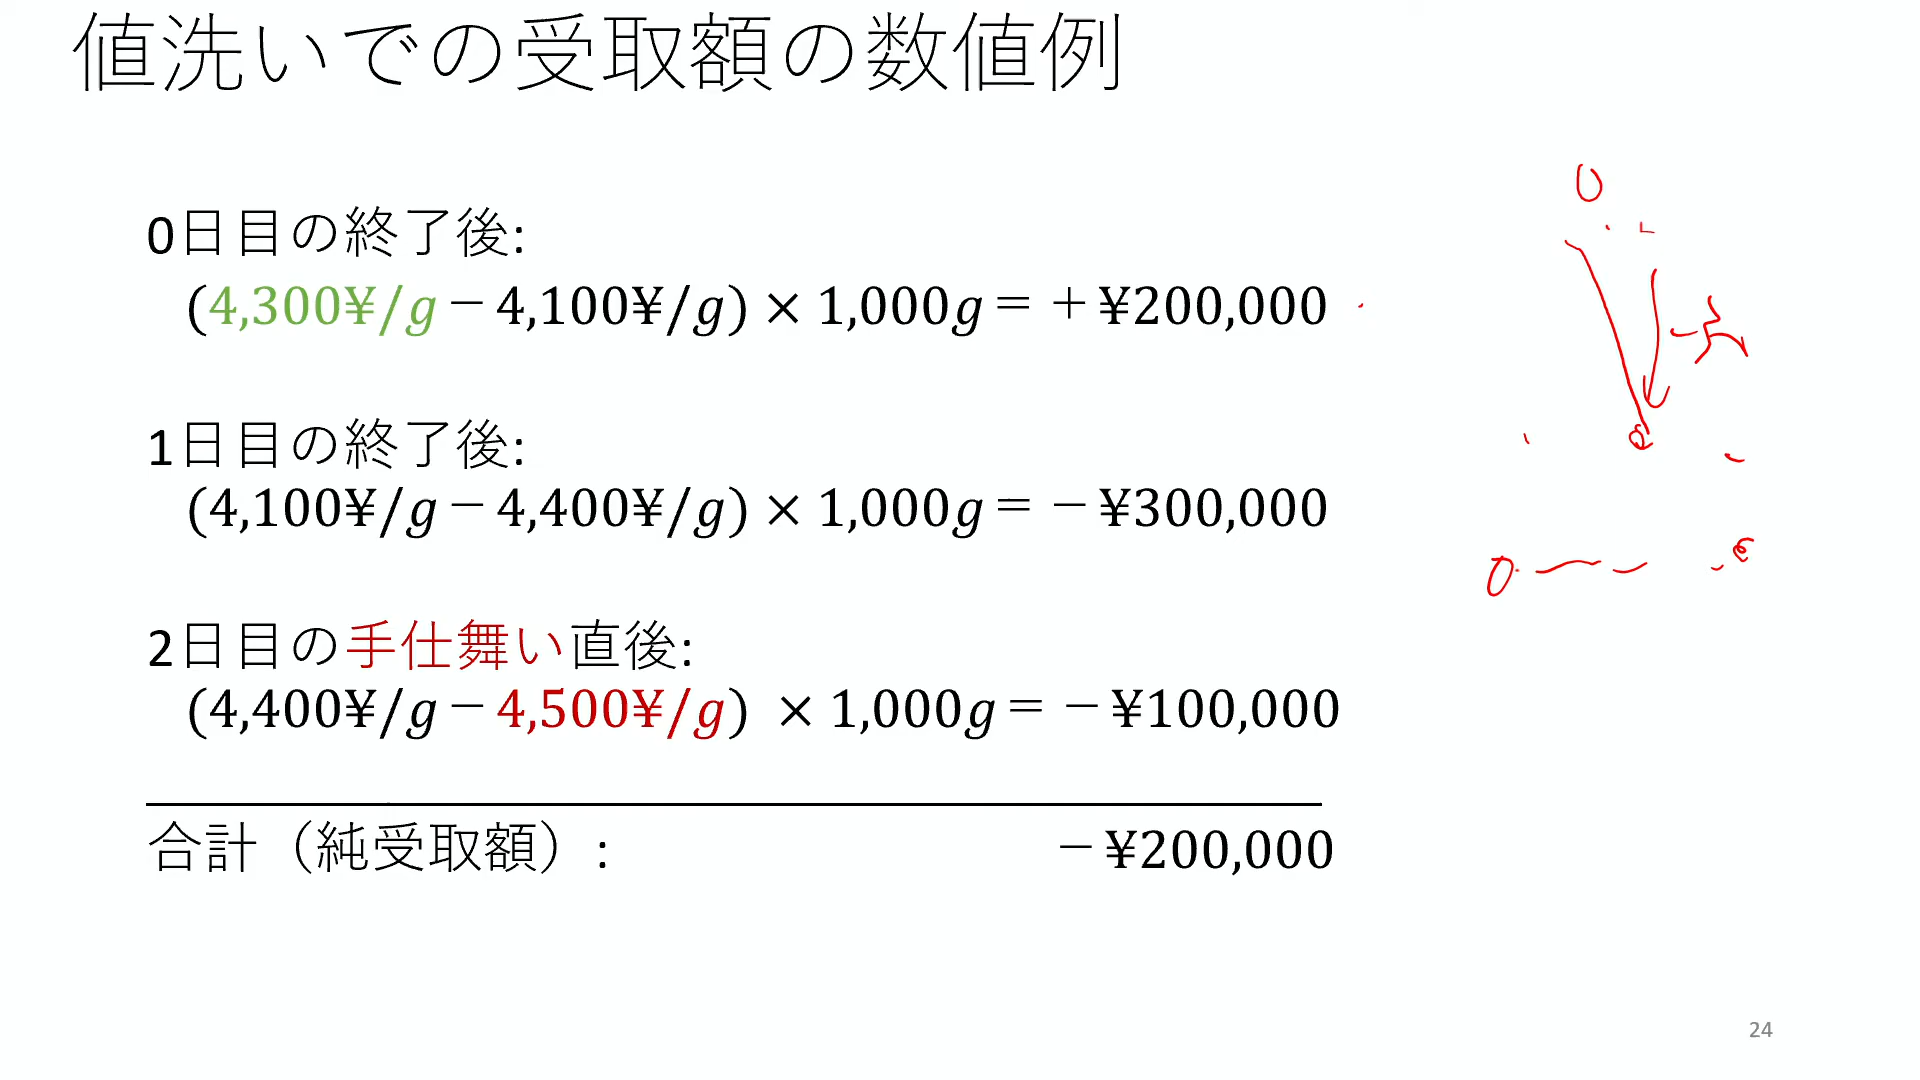 値洗いでの受取額の数値例
0日目の終了後:
(4,300¥/g－4,100¥/g)×1,000g＝＋¥200,000
1日目の終了後:
(4,100¥/g－4,400¥/g)×1,000g＝－¥300,000
2日目の手仕舞い直後:
(4,400¥/g－4,500¥/g) ×1,000g＝－¥100,000
合計（純受取額）: －¥200,000
0
0
24